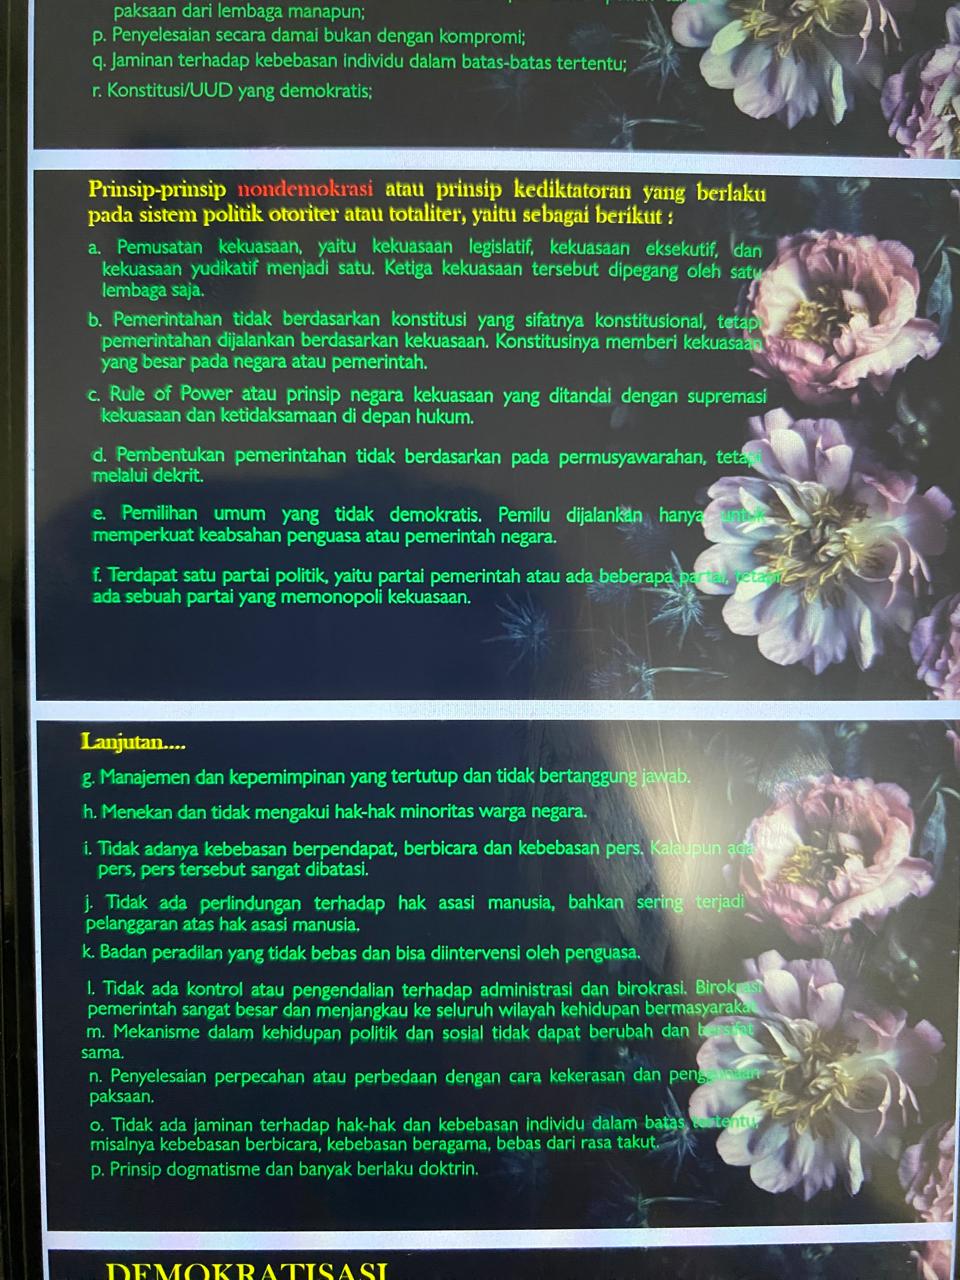 paksaan dari lembaga manapun;
p. Penyelesaian secara damai bukan dengan kompromi;
q. Jaminan terhadap kebebasan individu dalam batas-batas tertentu;
r. Konstitusi/UUD yang demokratis;
Prinsip-prinsip nondemokrasi atau prinsip kediktatoran yang berlaku
pada sistem politik otoriter atau totaliter, yaitu sebagai berikut :
a. Pemusatan kekuasaan, yaitu kekuasaan legislatif, kekuasaan eksekutif, dan
kekuasaan yudikatif menjadi satu. Ketiga kekuasaan tersebut dipegang oleh satu
lembaga saja.
b. Pemerintahan tidak berdasarkan konstitusi yang sifatnya konstitusional, tetapi
pemerintahan dijalankan berdasarkan kekuasaan. Konstitusinya memberi kekuasaan
yang besar pada negara atau pemerintah.
c. Rule of Power atau prinsip negara kekuasaan yang ditandai dengan supremasi
kekuasaan dan ketidaksamaan di depan hukum.
d. Pembentukan pemerintahan tidak berdasarkan pada permusyawarahan, tetapi
melalui dekrit.
e. Pemilihan umum yang tidak demokratis. Pemilu dijalankan hanya untuk
memperkuat keabsahan penguasa atau pemerintah negara.
f. Terdapat satu partai politik, yaitu partai pemerintah atau ada beberapa partai, tetapi
ada sebuah partai yang memonopoli kekuasaan.
Lanjutan....
g. Manajemen dan kepemimpinan yang tertutup dan tidak bertanggung jawab.
h. Menekan dan tidak mengakui hak-hak minoritas warga negara.
i. Tidak adanya kebebasan berpendapat, berbicara dan kebebasan pers. Kalaupun ada
pers, pers tersebut sangat dibatasi.
j. Tidak ada perlindungan terhadap hak asasi manusia, bahkan sering terjadi
pelanggaran atas hak asasi manusia.
k. Badan peradilan yang tidak bebas dan bisa diintervensi oleh penguasa.
l. Tidak ada kontrol atau pengendalian terhadap administrasi dan birokrasi. Birokrasi
pemerintah sangat besar dan menjangkau ke seluruh wilayah kehidupan bermasyarakat.
m. Mekanisme dalam kehidupan politik dan sosial tidak dapat berubah dan bersifat
sama.
n. Penyelesaian perpecahan atau perbedaan dengan cara kekerasan dan penggunaan
paksaan.
o. Tidak ada jaminan terhadap hak-hak dan kebebasan individu dalam batas tertentu,
misalnya kebebasan berbicara, kebebasan beragama, bebas dari rasa takut.
p. Prinsip dogmatisme dan banyak berlaku doktrin.
DEMOKRATISASI